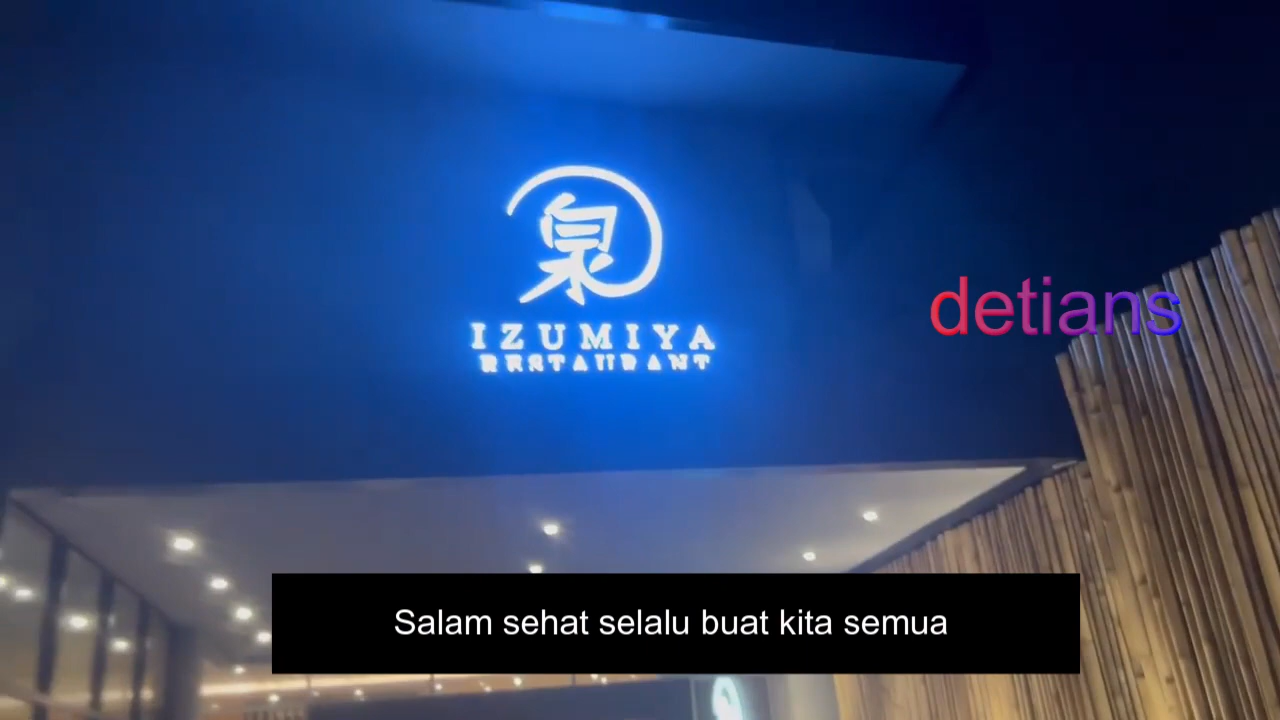 泉
IZUMIYA
RESTAURANT
detians
Salam sehat selalu buat kita semua